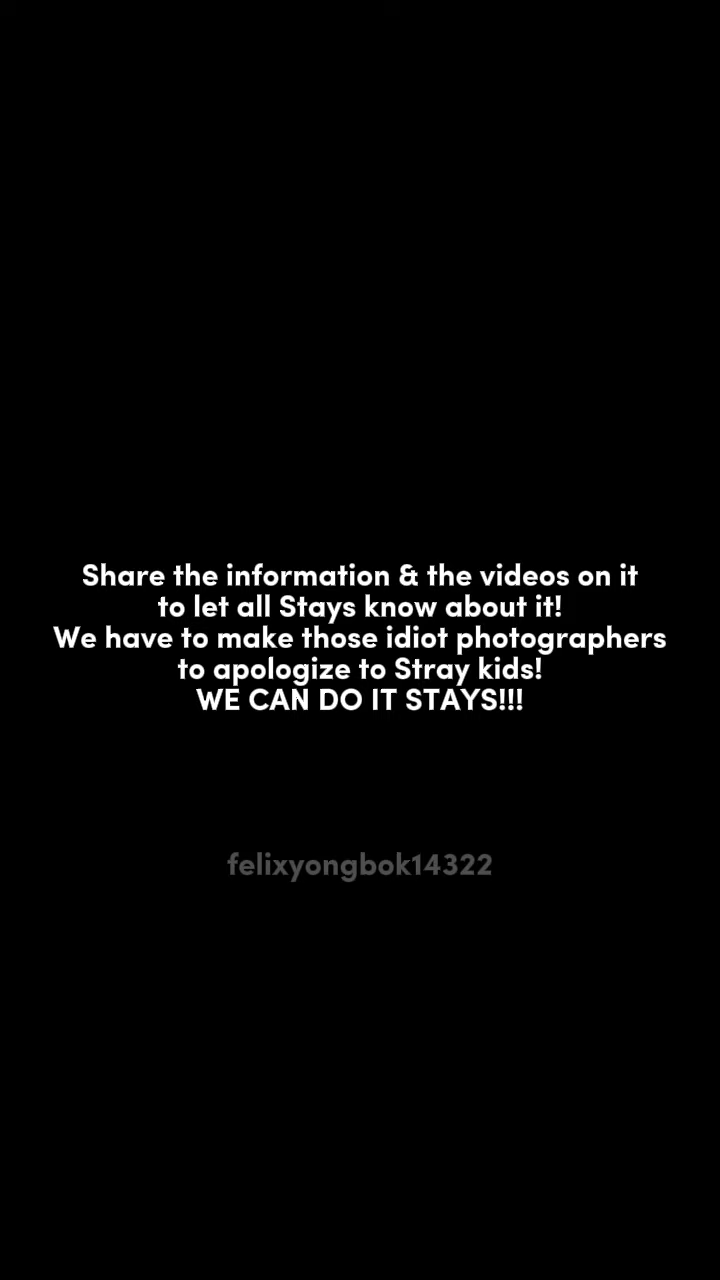 Share the information & the videos on it
to let all Stays know about it!
We have to make those idiot photographers
to apologize to Stray kids!
WE CAN DO IT STAYS!!!
felixyongbok14322